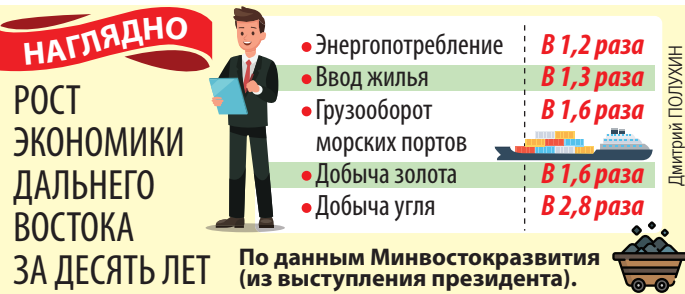 НАГЛЯДНО
РОСТ
ЭКОНОМИКИ
ДАЛЬНЕГО
ВОСТОКА
ЗА ДЕСЯТЬ ЛЕТ
• Энергопотребление В 1,2 раза
• Ввод жилья В 1,3 раза
• Грузооборот В 1,6 раза
морских портов
• Добыча золота В 1,6 раза
• Добыча угля В 2,8 раза
По данным Минвостокразвития
(из выступления президента).
Дмитрий ПОЛУХИН